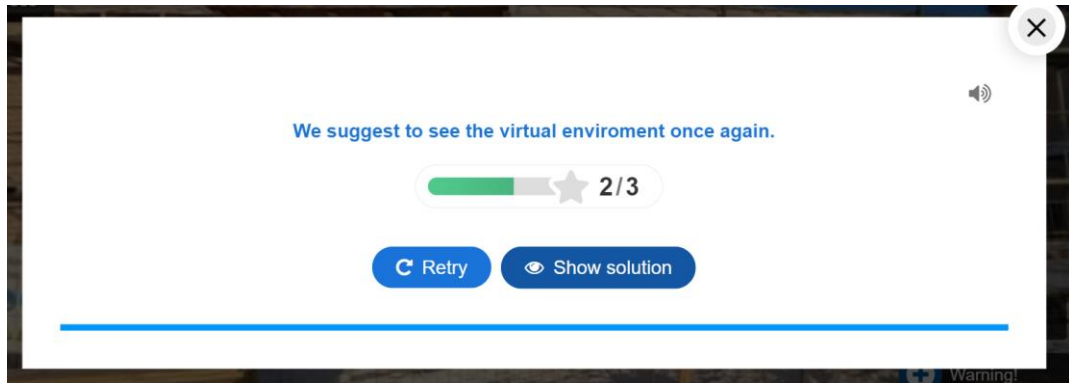 We suggest to see the virtual enviroment once again.
2/3
Retry
Show solution
Warning!